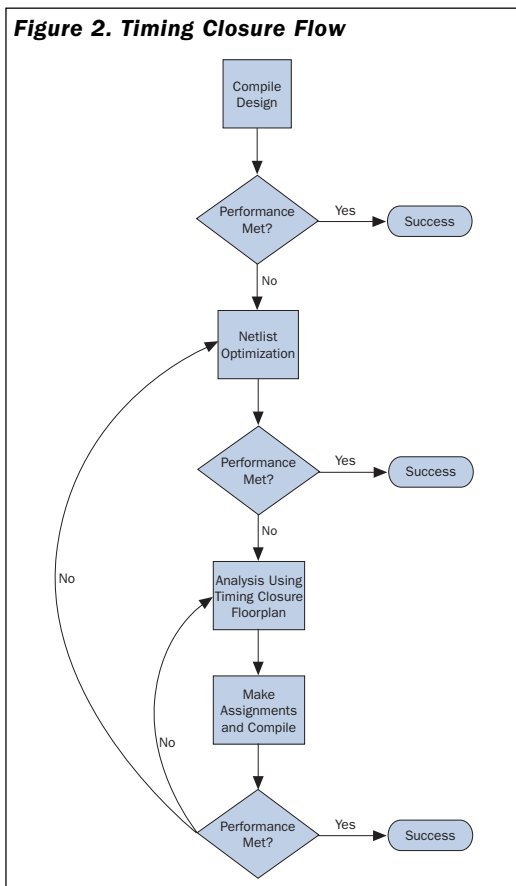 Figure 2. Timing Closure Flow
Compile
Design
Performance
Met?
Yes
Success
No
Netlist
Optimization
Performance
Met?
Yes
Success
No
No
Analysis Using
Timing Closure
Floorplan
Make
Assignments
and Compile
No
Performance
Met?
Yes
Success